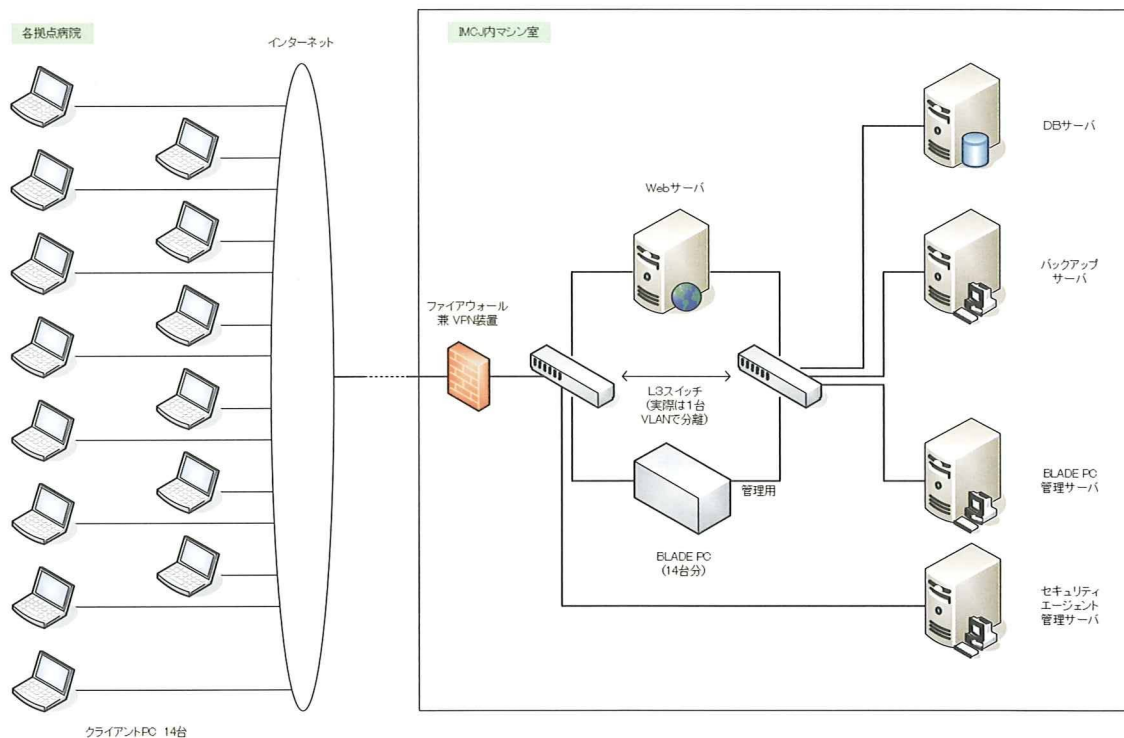 各拠点病院
インターネット
IMCJ内マシン室
DBサーバ
Webサーバ
バックアップ
サーバ
ファイアウォール
兼 VPN装置
L3スイッチ
(実際は1台
VLANで分離)
管理用
BLADE PC
管理サーバ
BLADE PC
(14台分)
セキュリティ
エージェント
管理サーバ
クライアントPC 14台